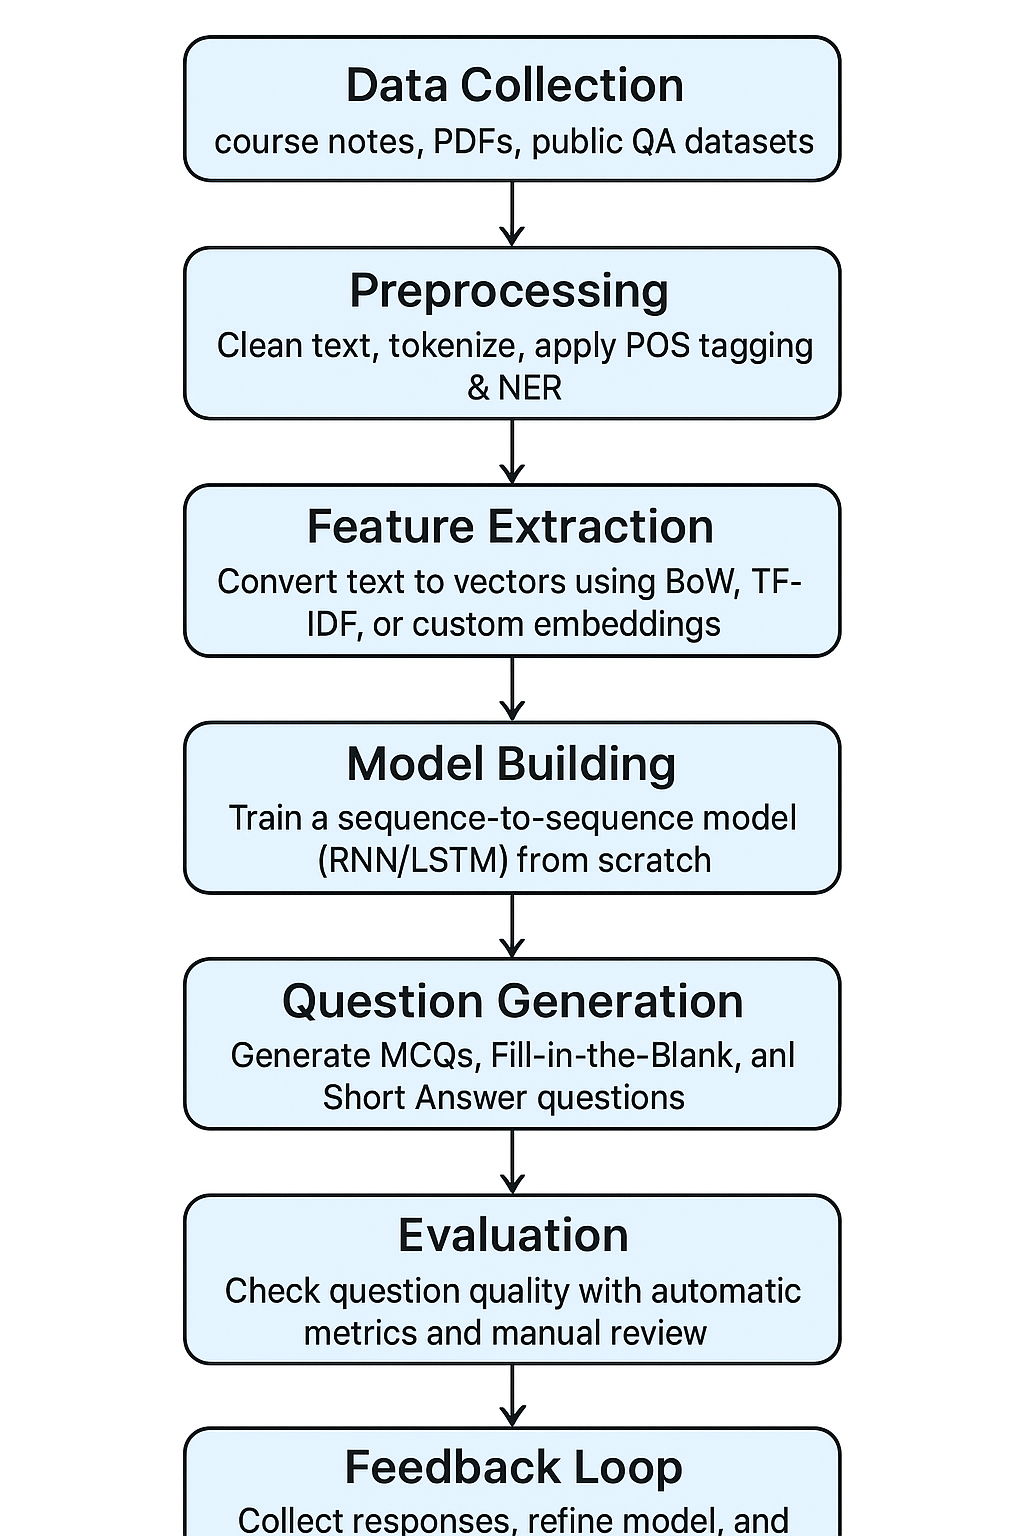 Data Collection
course notes, PDFs, public QA datasets
Preprocessing
Clean text, tokenize, apply POS tagging
& NER
Feature Extraction
Convert text to vectors using BoW, TF-
IDF, or custom embeddings
Model Building
Train a sequence-to-sequence model
(RNN/LSTM) from scratch
Question Generation
Generate MCQs, Fill-in-the-Blank, anl
Short Answer questions
Evaluation
Check question quality with automatic
metrics and manual review
Feedback Loop
Collect responses, refine model, and